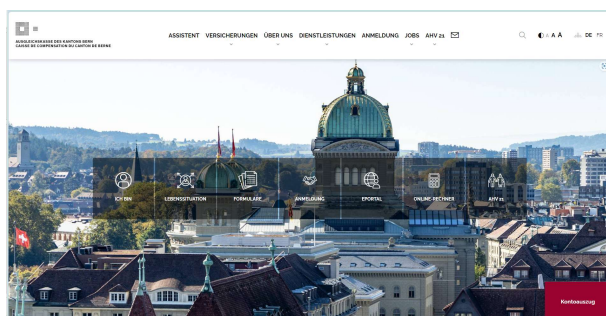 AUSGLEICHSKASSE DES KANTONS BERN
CAISSE DE COMPENSATION DU CANTON DE BERNE
ASSISTENT VERSICHERUNGEN ÜBER UNS DIENSTLEISTUNGEN ANMELDUNG JOBS AHV 21
A A A DE FR
ICH BIN LEBENSSITUATION FORMULARE ANMELDUNG EPORTAL ONLINE-RECHNER AHV 21
Kontoauszug